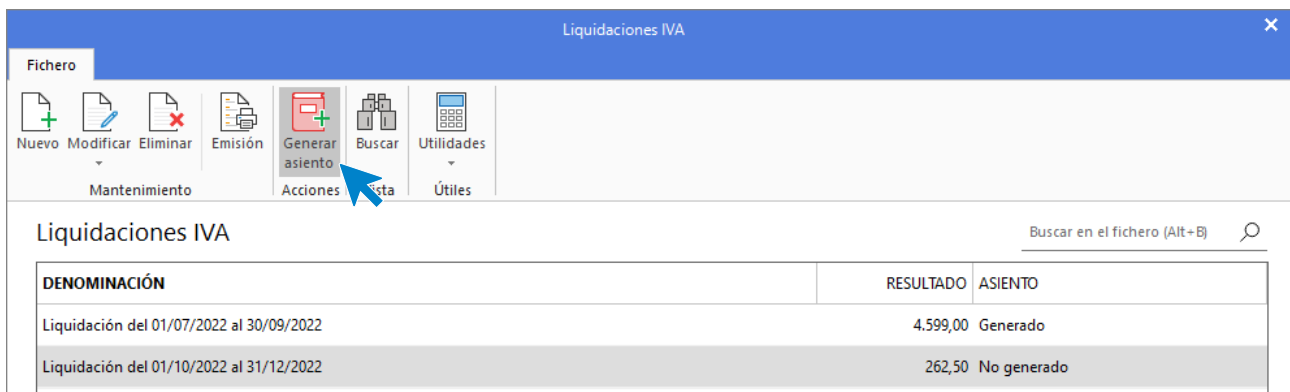 Liquidaciones IVA
Fichero
Nuevo Modificar Eliminar Emisión Generar asiento Buscar Utilidades
Mantenimiento Acciones Útiles
Liquidaciones IVA
Buscar en el fichero (Alt+B)
DENOMINACIÓN RESULTADO ASIENTO
Liquidación del 01/07/2022 al 30/09/2022 4.599,00 Generado
Liquidación del 01/10/2022 al 31/12/2022 262,50 No generado